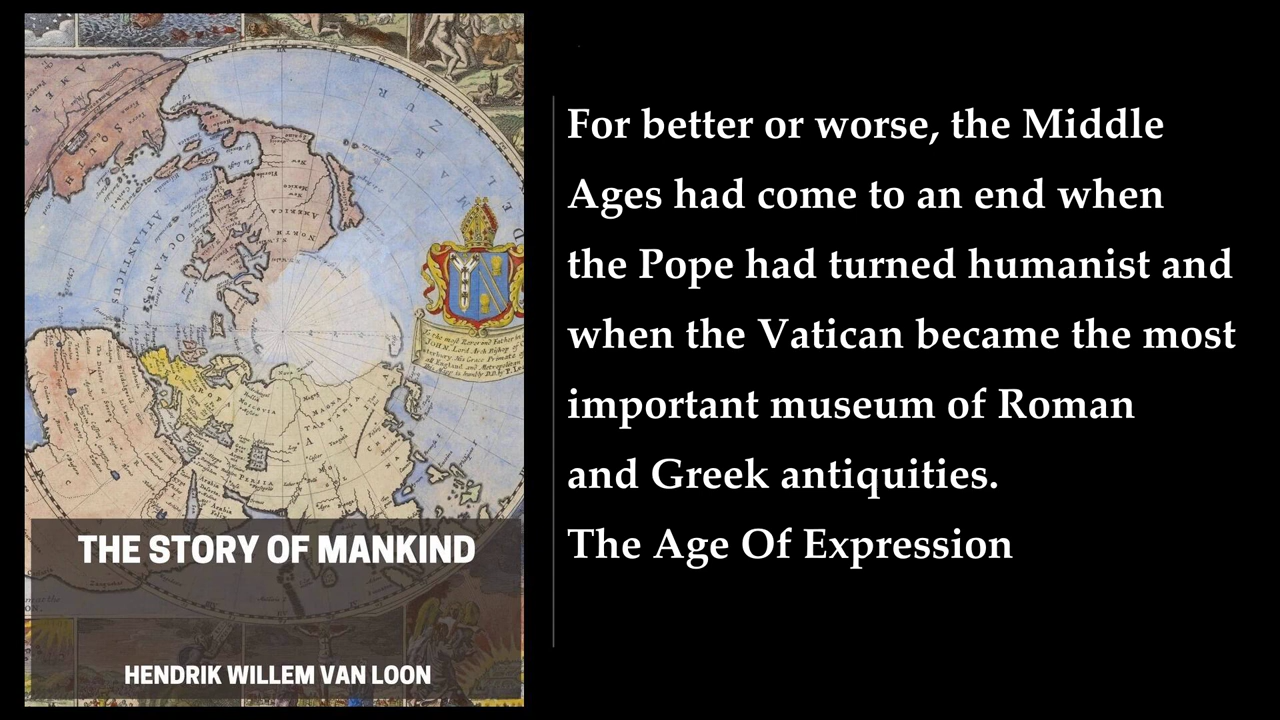 For better or worse, the Middle
Ages had come to an end when
the Pope had turned humanist and
when the Vatican became the most
important museum of Roman
and Greek antiquities.
The Age Of Expression
THE STORY OF MANKIND
HENDRIK WILLEM VAN LOON